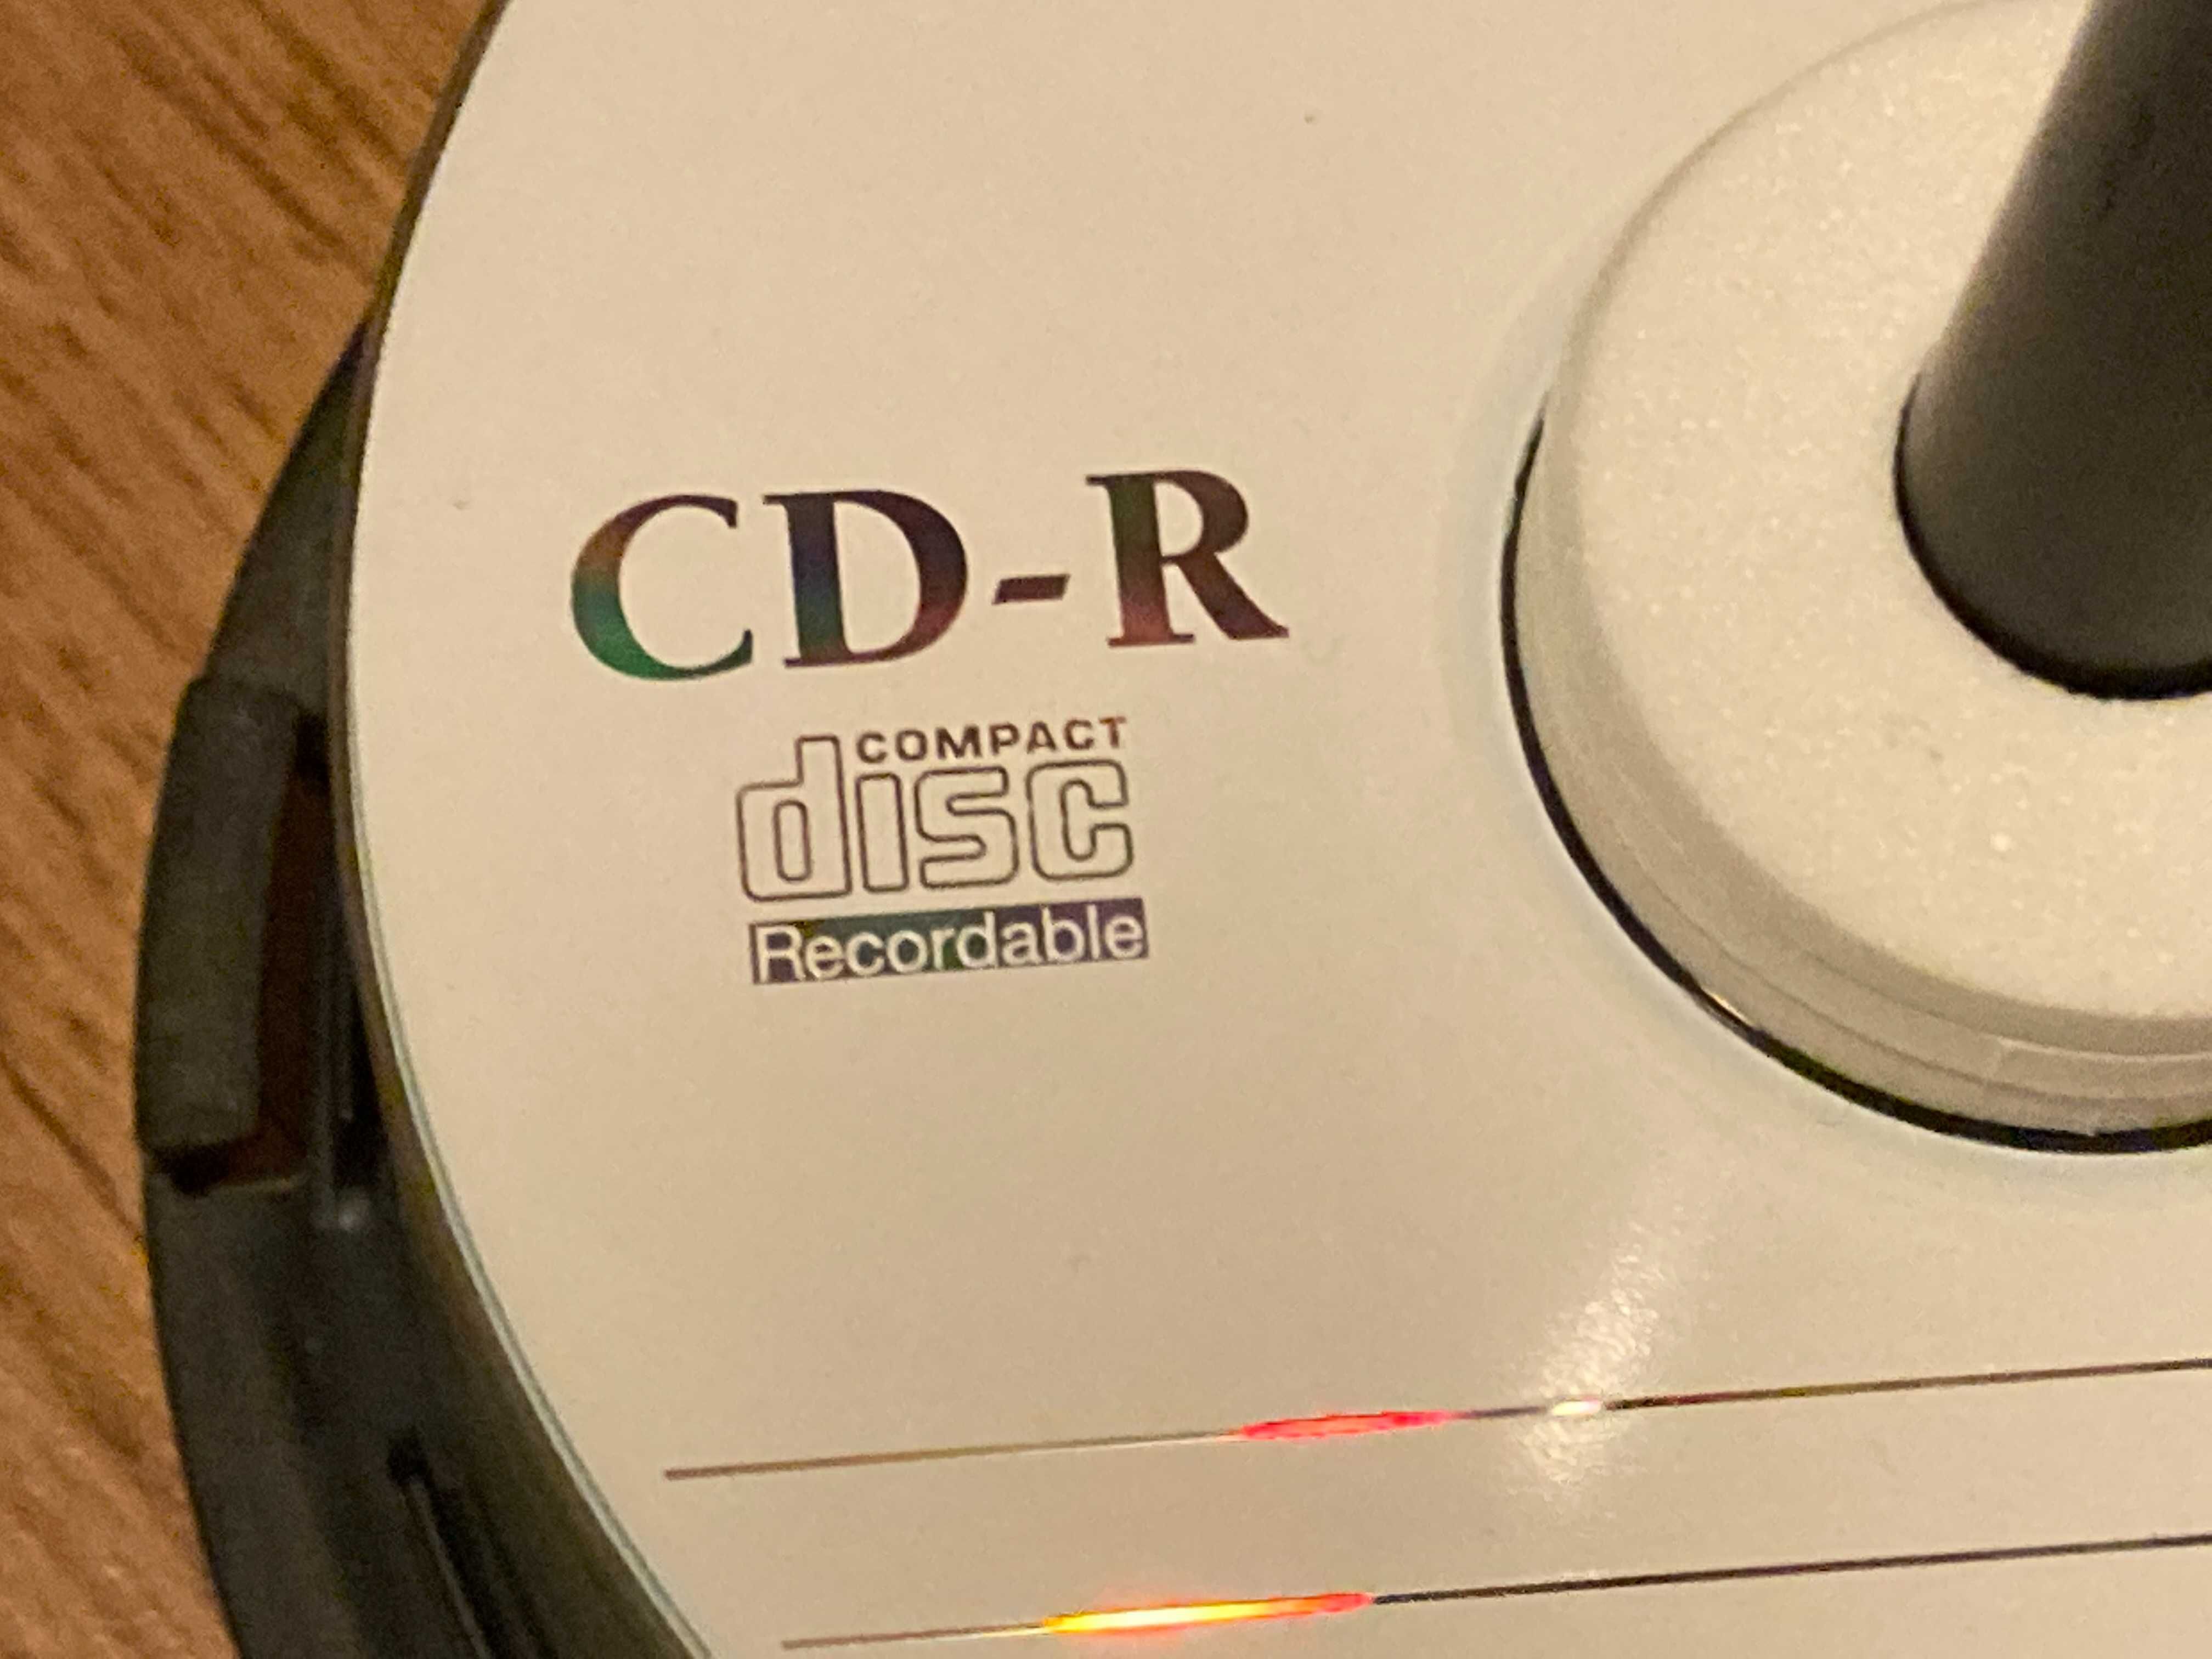 CD-R
COMPACT
disc
Recordable